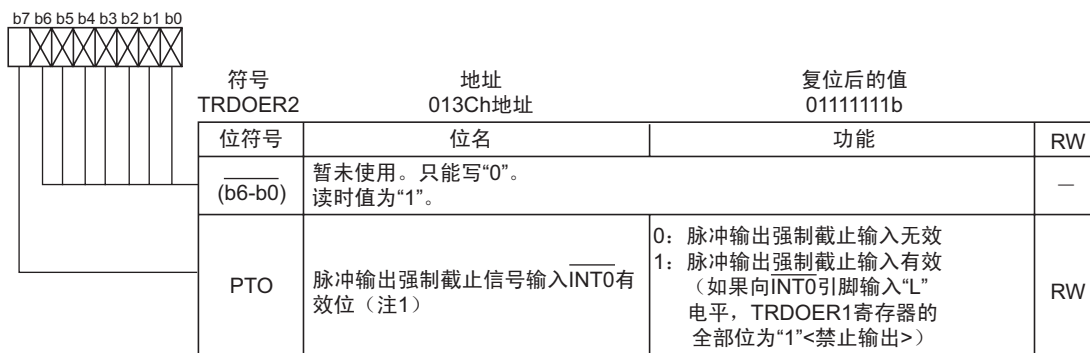 b7 b6 b5 b4 b3 b2 b1 b0
符号 地址 复位后的值
TRDOER2 013Ch地址 01111111b
位符号 位名 功能 RW
(b6-b0) 暂未使用。只能写“0”。
读时值为“1”。 —
PTO 脉冲输出强制截止信号输入INT0有
效位（注1）
0：脉冲输出强制截止输入无效
1：脉冲输出强制截止输入有效
（如果向INT0引脚输入“L”
电平，TRDOER1寄存器的
全部位为“1”<禁止输出>）
RW